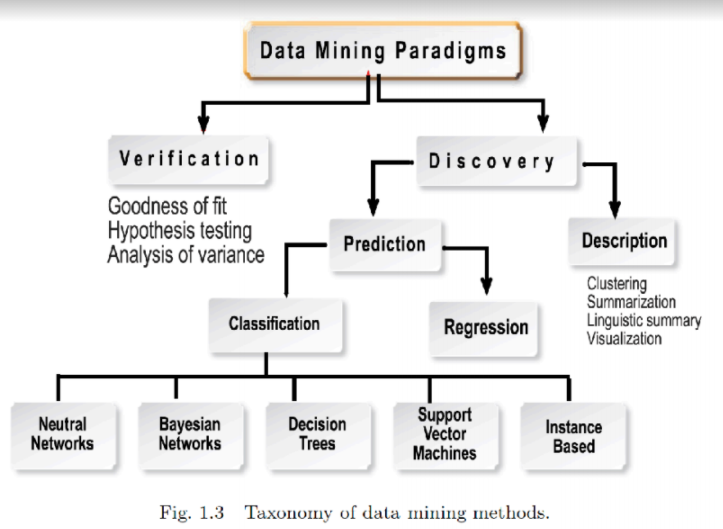 Data Mining Paradigms
Verification
Discovery
Goodness of fit
Hypothesis testing
Analysis of variance
Prediction
Description
Clustering
Summarization
Linguistic summary
Visualization
Classification
Regression
Neutral
Networks
Bayesian
Networks
Decision
Trees
Support
Vector
Machines
Instance
Based
Fig. 1.3 Taxonomy of data mining methods.